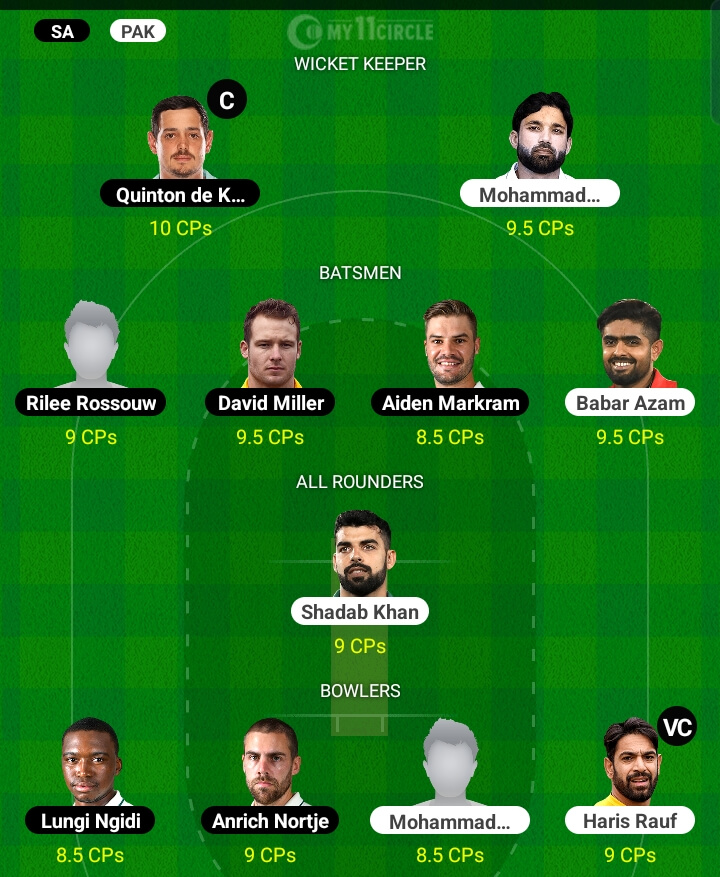 SA PAK MY11CIRCLE
WICKET KEEPER
C
Quinton de K... Mohammad...
10 CPs 9.5 CPs
BATSMEN
Rilee Rossouw David Miller Aiden Markram Babar Azam
9 CPs 9.5 CPs 8.5 CPs 9.5 CPs
ALL ROUNDERS
Shadab Khan
9 CPs
BOWLERS
VC
Lungi Ngidi Anrich Nortje Mohammad... Haris Rauf
8.5 CPs 9 CPs 8.5 CPs 9 CPs